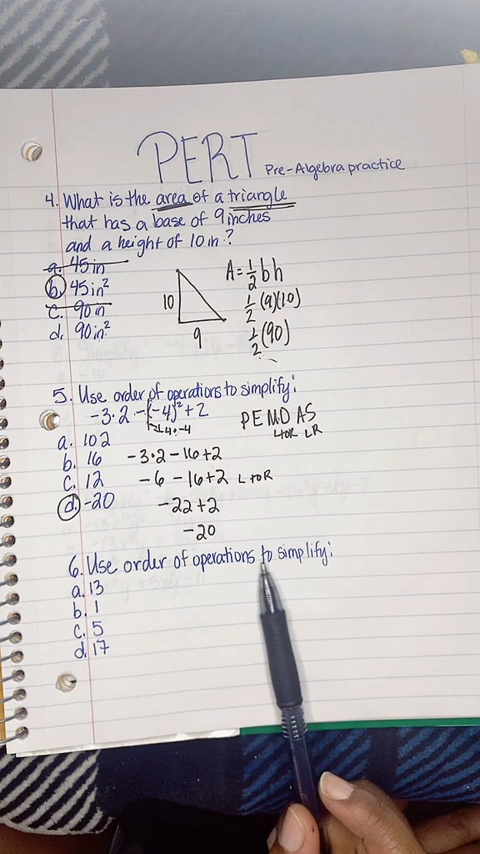 PERT Pre-Algebra practice
4. What is the area of a triangle
that has a base of 9 inches
and a height of 10 in?
a. 45 in
b. 45 in²
c. 90 in
d. 90 in²
10
9
A = 1/2 bh
1/2 (9)(10)
1/2 (90)
5. Use order of operations to simplify:
-3·2 - (-4)² + 2
-4·-4
PEMDAS
L to R LR
a. 102
b. 16
c. 12
d. -20
-3·2 - 16 + 2
-6 - 16 + 2 L to R
-22 + 2
-20
6. Use order of operations to simplify:
a. 13
b. 1
c. 5
d. 17